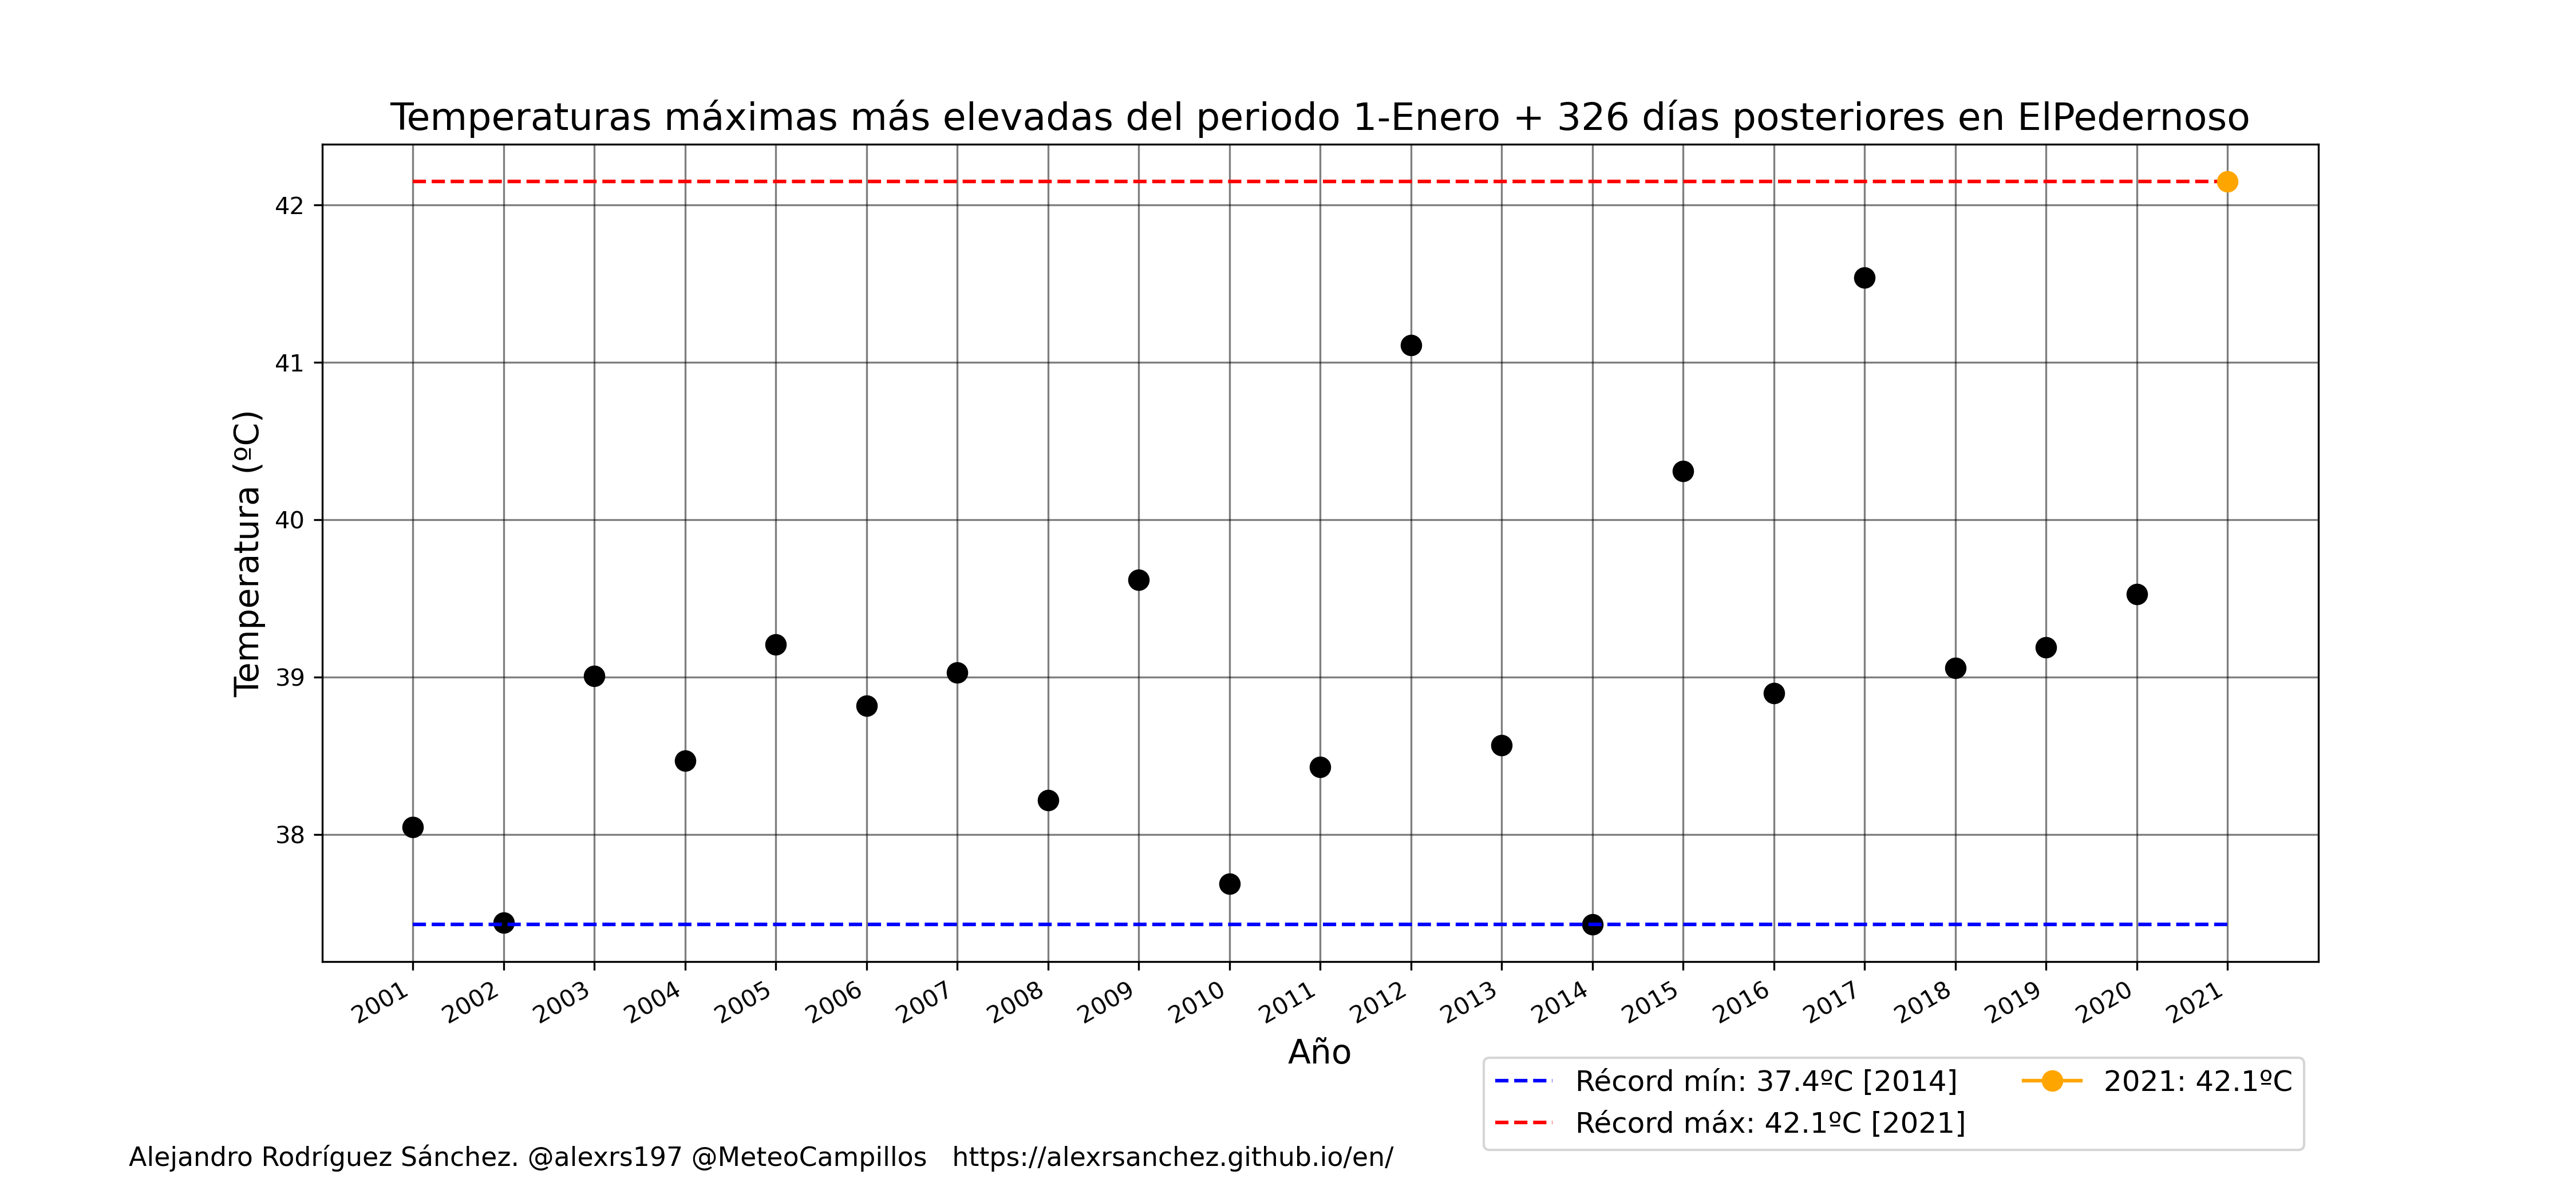 Temperaturas máximas más elevadas del periodo 1-Enero + 326 días posteriores en ElPedernoso
Temperatura (ºC)
42
41
40
39
38
2001 2002 2003 2004 2005 2006 2007 2008 2009 2010 2011 2012 2013 2014 2015 2016 2017 2018 2019 2020 2021
Año
Récord mín: 37.4ºC [2014]
Récord máx: 42.1ºC [2021]
2021: 42.1ºC
Alejandro Rodríguez Sánchez. @alexrs197 @MeteoCampillos https://alexrsanchez.github.io/en/